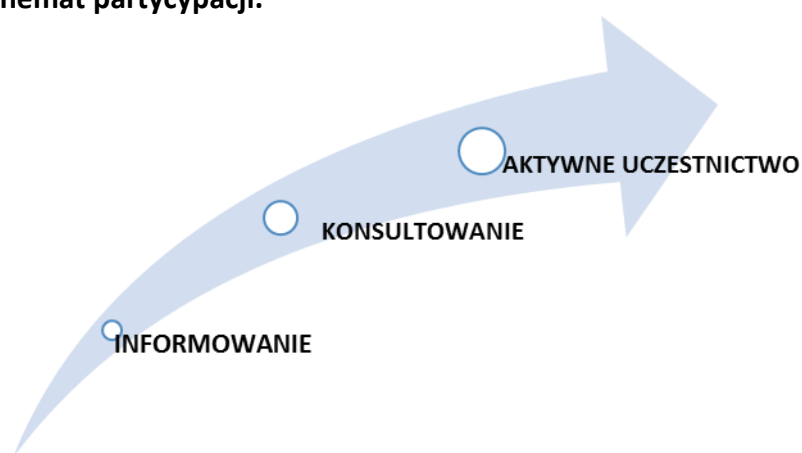 hemat partycypacji:
AKTYWNE UCZESTNICTWO
KONSULTOWANIE
INFORMOWANIE